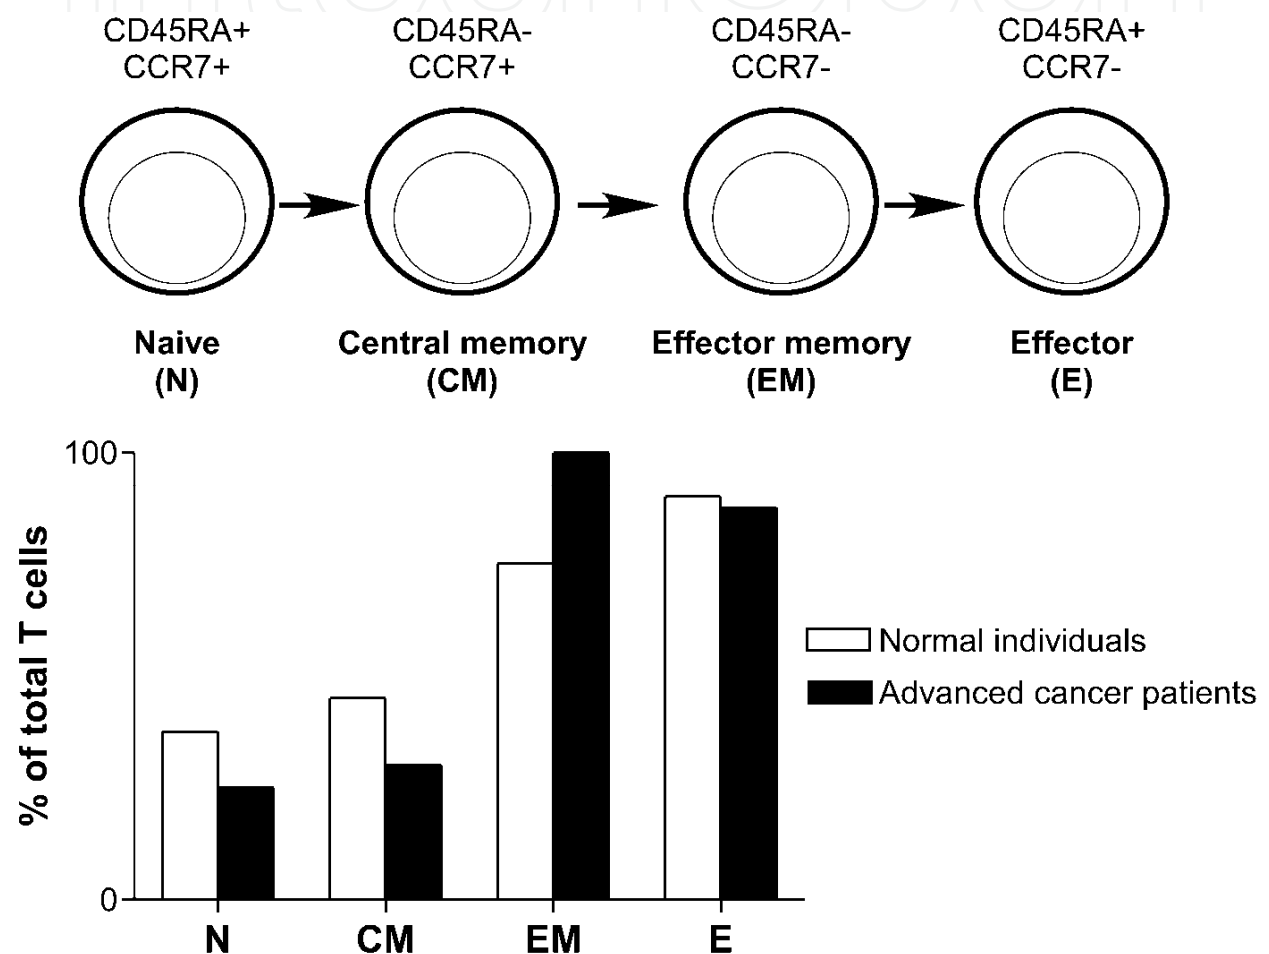 CD45RA+
CCR7+
CD45RA-
CCR7+
CD45RA-
CCR7-
CD45RA+
CCR7-
Naive
(N)
Central memory
(CM)
Effector memory
(EM)
Effector
(E)
100
0
% of total T cells
N
CM
EM
E
Normal individuals
Advanced cancer patients